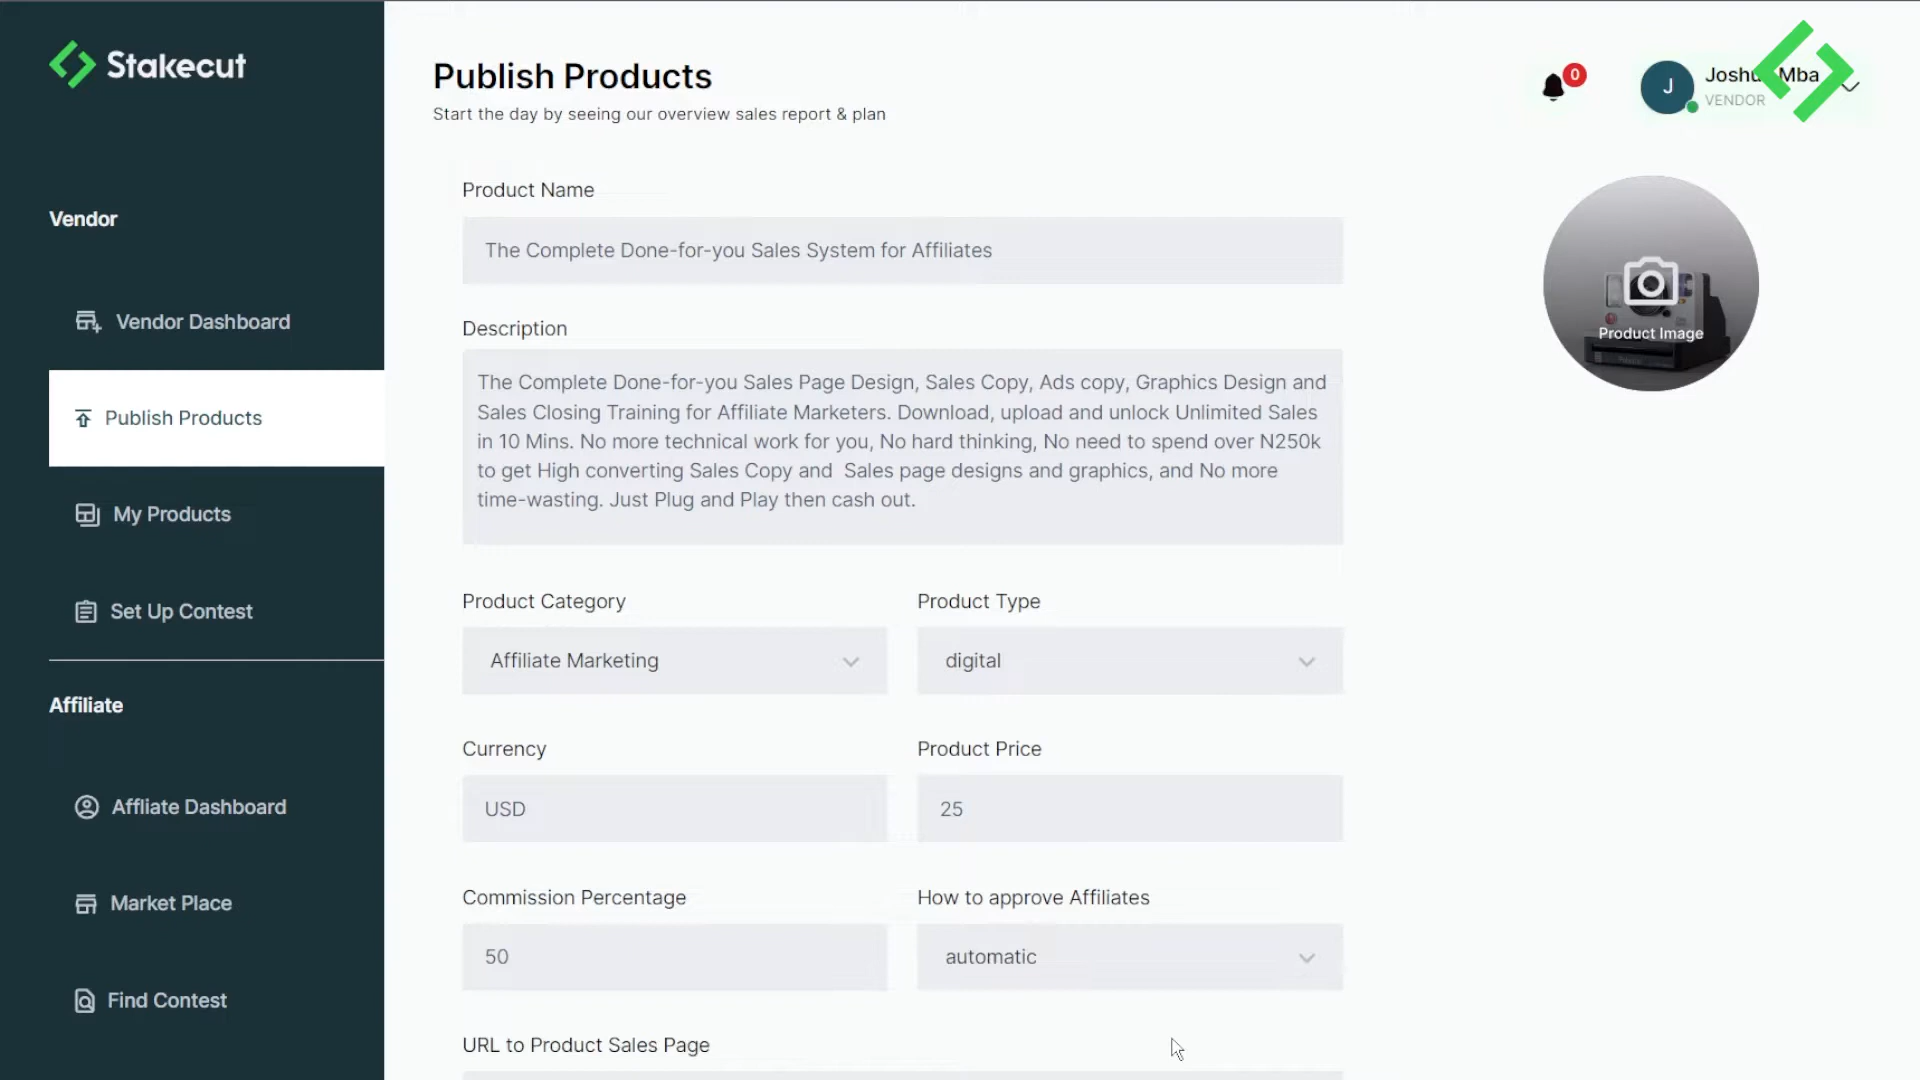 Stakecut
Vendor
Vendor Dashboard
Publish Products
My Products
Set Up Contest
Affiliate
Affliate Dashboard
Market Place
Find Contest
Publish Products
Start the day by seeing our overview sales report & plan
0
J
Joshu Mba
VENDOR
Product Name
The Complete Done-for-you Sales System for Affiliates
Description
The Complete Done-for-you Sales Page Design, Sales Copy, Ads copy, Graphics Design and
Sales Closing Training for Affiliate Marketers. Download, upload and unlock Unlimited Sales
in 10 Mins. No more technical work for you, No hard thinking, No need to spend over N250k
to get High converting Sales Copy and  Sales page designs and graphics, and No more
time-wasting. Just Plug and Play then cash out.
Product Image
Product Category
Product Type
Affiliate Marketing
digital
Currency
Product Price
USD
25
Commission Percentage
How to approve Affiliates
50
automatic
URL to Product Sales Page